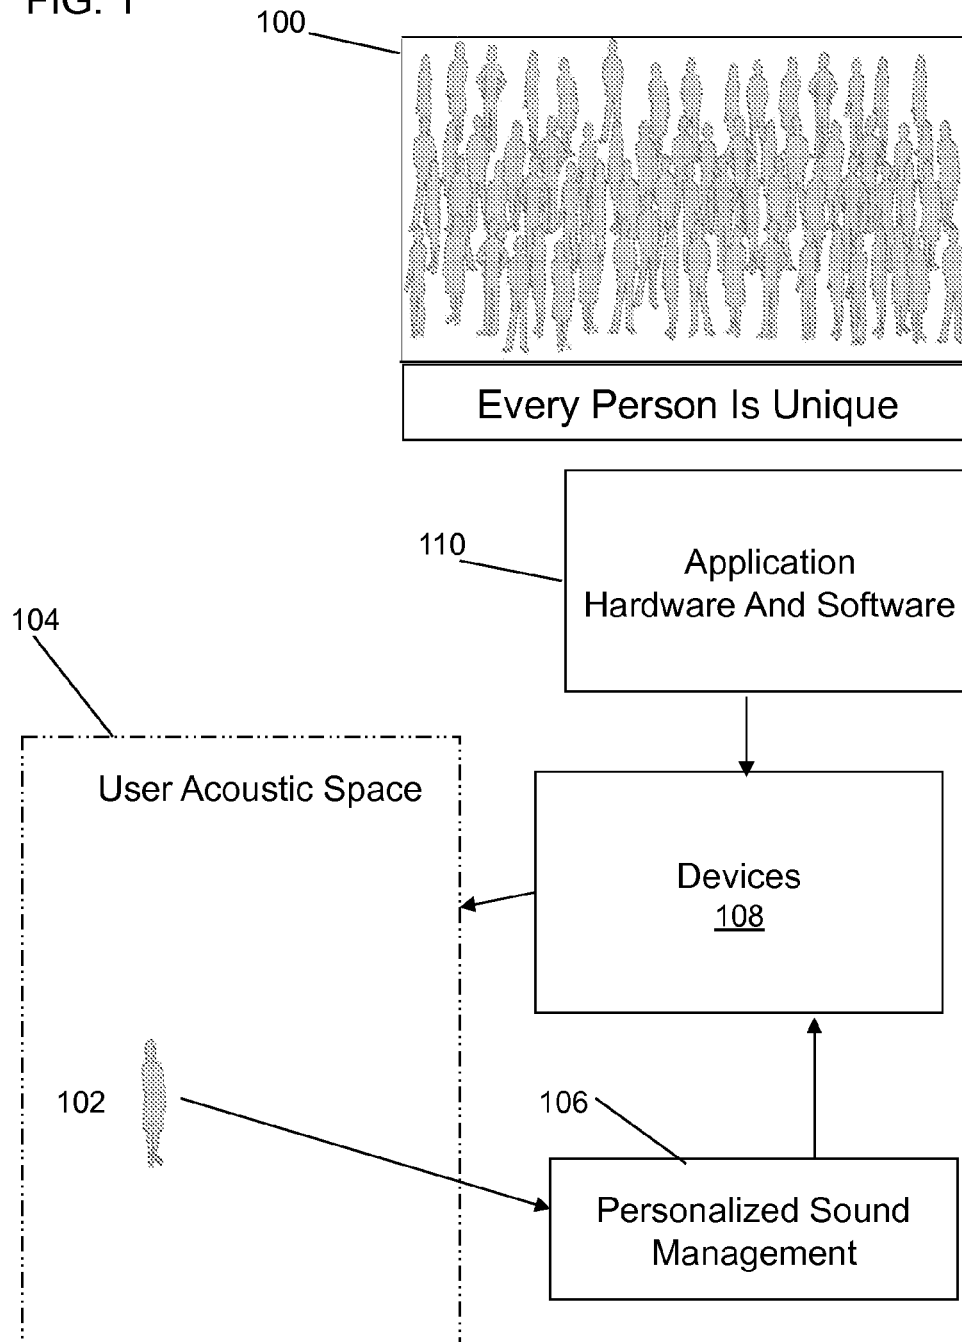 FIG. 1
100
Every Person Is Unique
110
Application
Hardware And Software
104
User Acoustic Space
Devices
108
102
106
Personalized Sound
Management